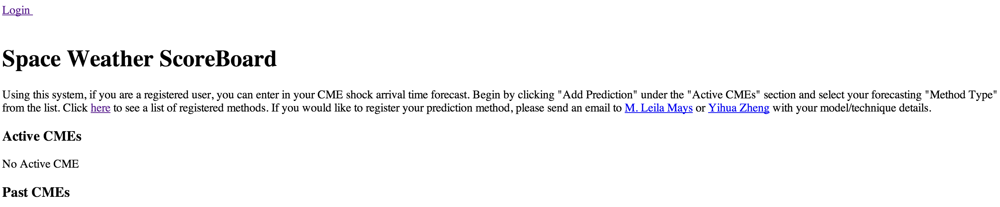 Login
Space Weather ScoreBoard
Using this system, if you are a registered user, you can enter in your CME shock arrival time forecast. Begin by clicking "Add Prediction" under the "Active CMEs" section and select your forecasting "Method Type"
from the list. Click here to see a list of registered methods. If you would like to register your prediction method, please send an email to M. Leila Mays or Yihua Zheng with your model/technique details.
Active CMEs
No Active CME
Past CMEs